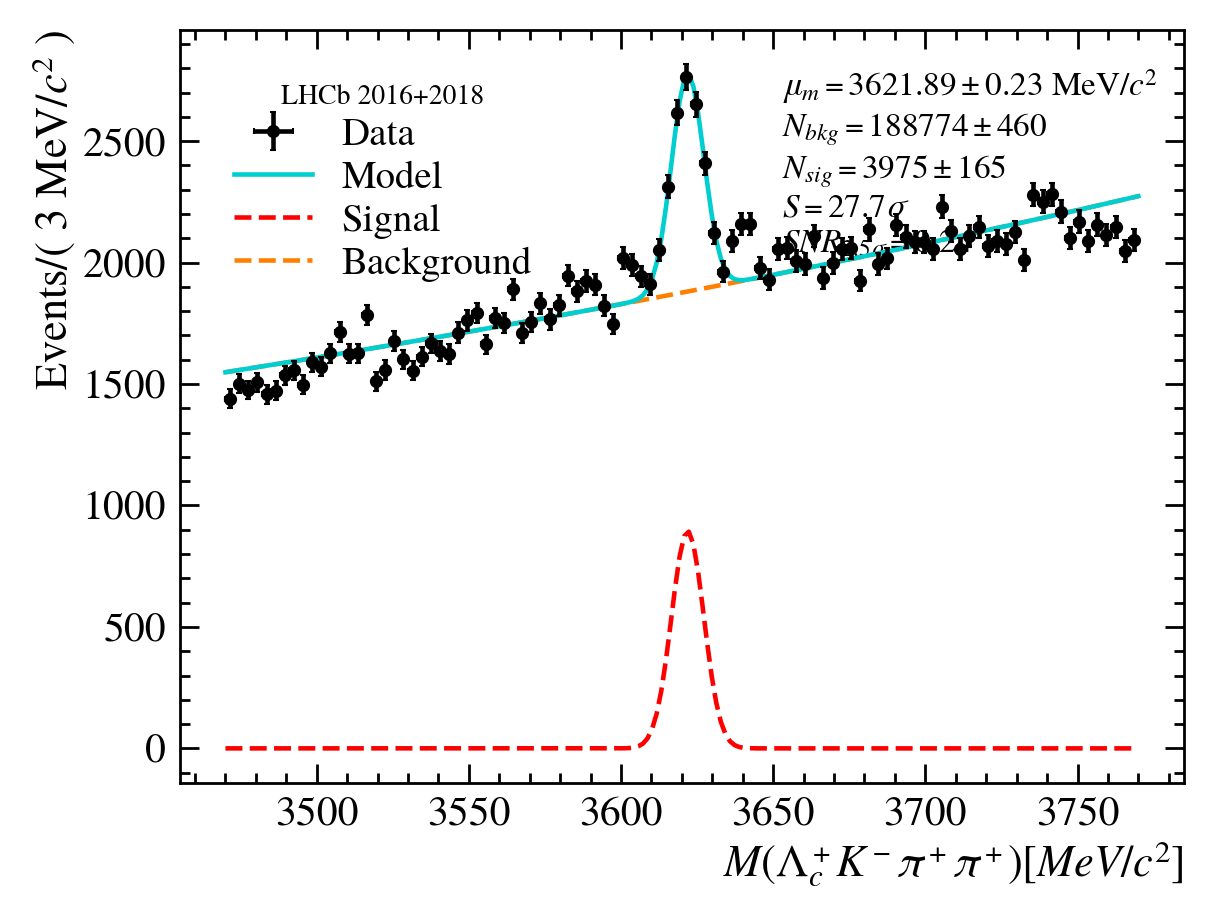 LHCb 2016+2018
Data
Model
Signal
Background
μ_m = 3621.89 ± 0.23 MeV/c²
N_bkg = 188774 ± 460
N_sig = 3975 ± 165
S = 27.7σ
Events/( 3 MeV/c² )
2500
2000
1500
1000
500
0
3500 3550 3600 3650 3700 3750
M(Λ_c⁺K⁻π⁺π⁺)[MeV/c²]